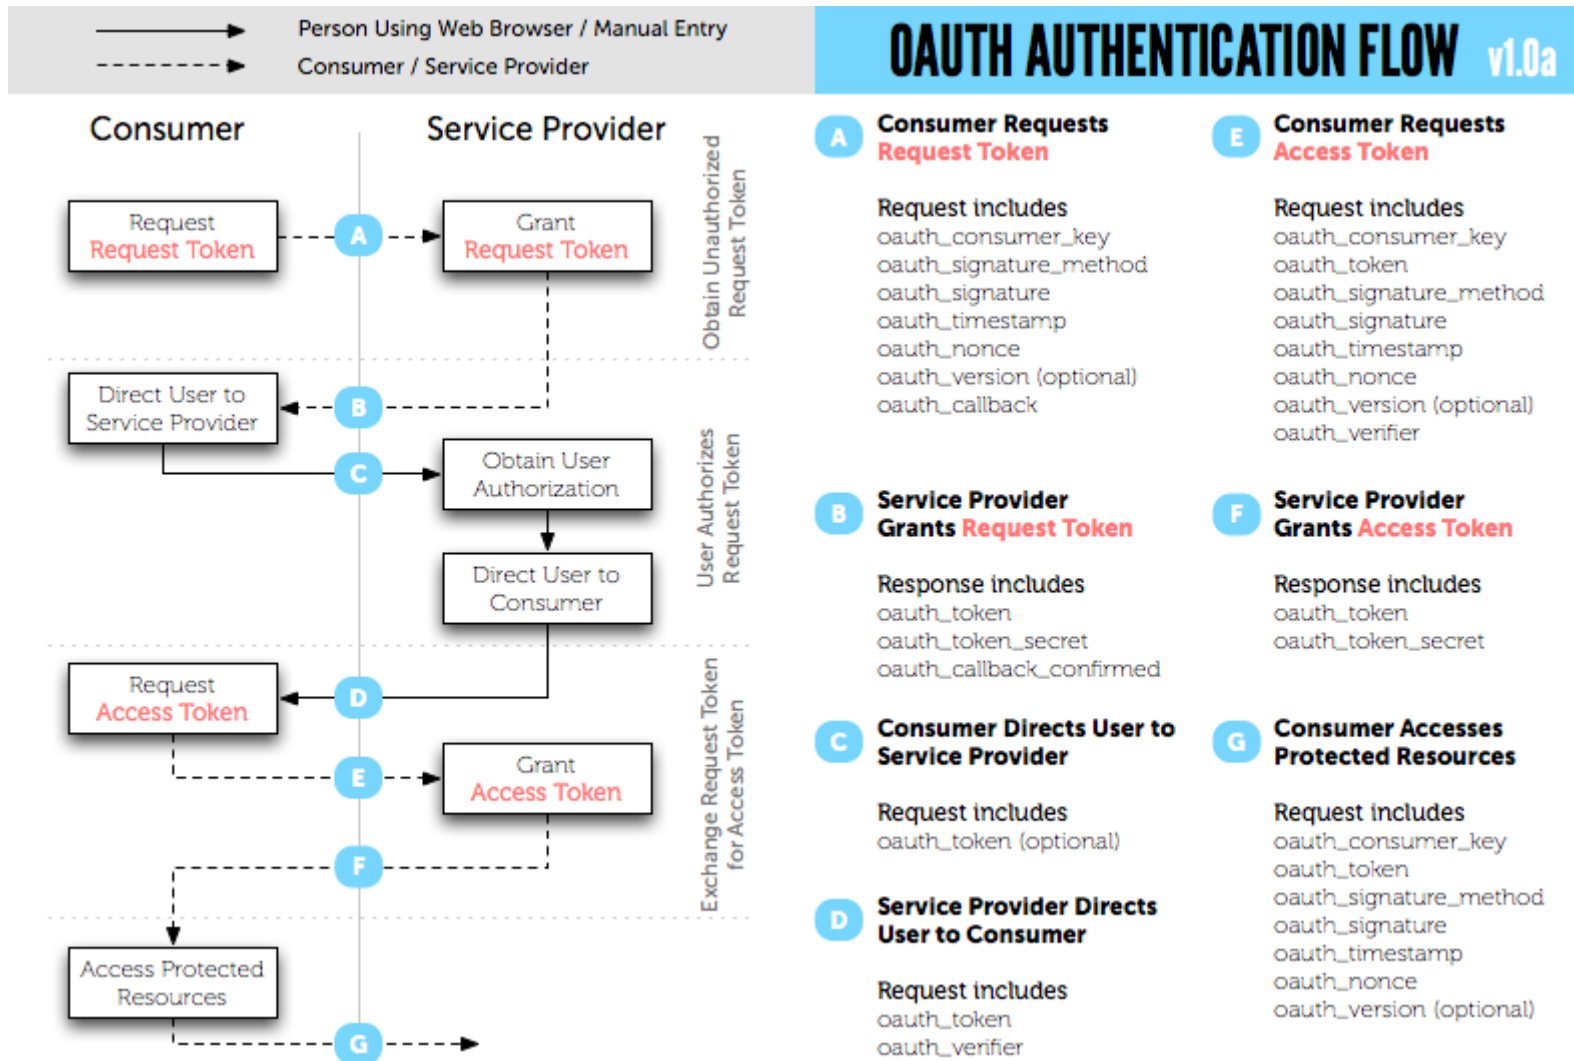 Person Using Web Browser / Manual Entry
Consumer / Service Provider
OAUTH AUTHENTICATION FLOW v1.0a
Consumer
Service Provider
Request
Request Token
A
Grant
Request Token
Obtain Unauthorized
Request Token
Direct User to
Service Provider
B
C
Obtain User
Authorization
Direct User to
Consumer
User Authorizes
Request Token
Request
Access Token
D
E
Grant
Access Token
F
Exchange Request Token
for Access Token
Access Protected
Resources
G
A
Consumer Requests
Request Token
Request includes
oauth_consumer_key
oauth_signature_method
oauth_signature
oauth_timestamp
oauth_nonce
oauth_version (optional)
oauth_callback
B
Service Provider
Grants Request Token
Response includes
oauth_token
oauth_token_secret
oauth_callback_confirmed
C
Consumer Directs User to
Service Provider
Request includes
oauth_token (optional)
D
Service Provider Directs
User to Consumer
Request includes
oauth_token
oauth_verifier
E
Consumer Requests
Access Token
Request includes
oauth_consumer_key
oauth_token
oauth_signature_method
oauth_signature
oauth_timestamp
oauth_nonce
oauth_version (optional)
oauth_verifier
F
Service Provider
Grants Access Token
Response includes
oauth_token
oauth_token_secret
G
Consumer Accesses
Protected Resources
Request includes
oauth_consumer_key
oauth_token
oauth_signature_method
oauth_signature
oauth_timestamp
oauth_nonce
oauth_version (optional)